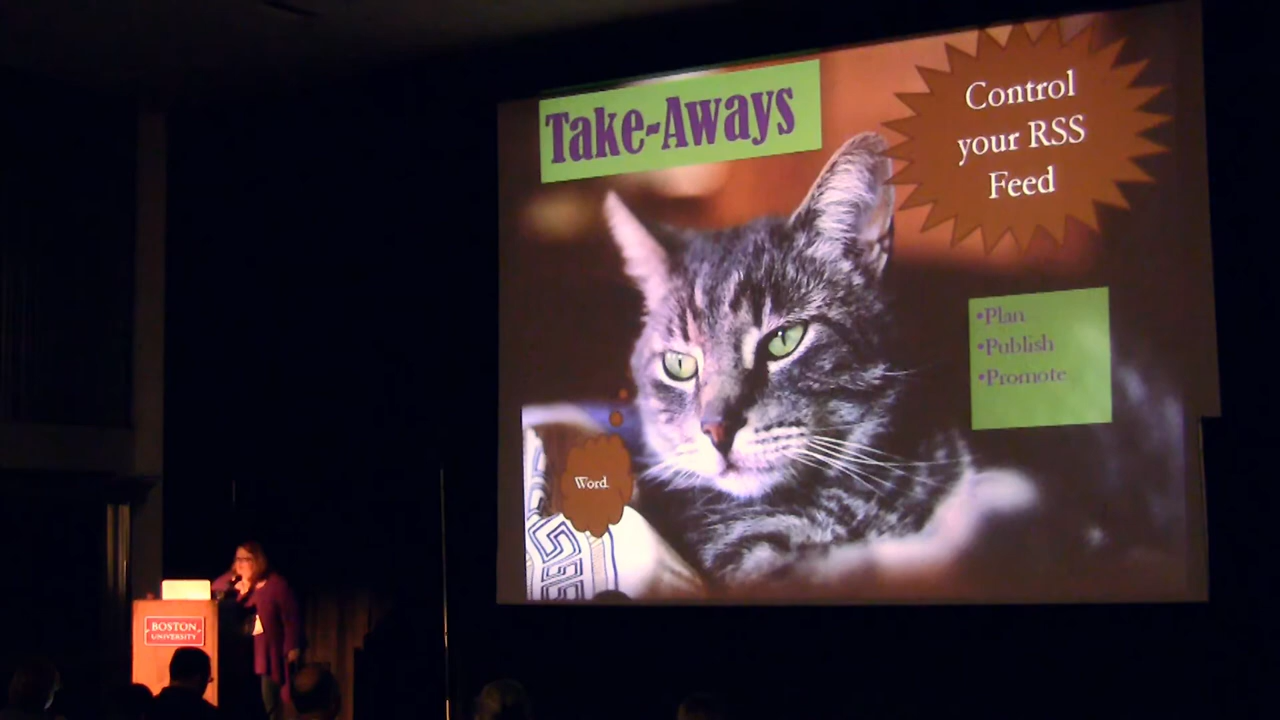 Take-Aways
Control
your RSS
Feed
•Plan
•Publish
•Promote
Word.
BOSTON
UNIVERSITY